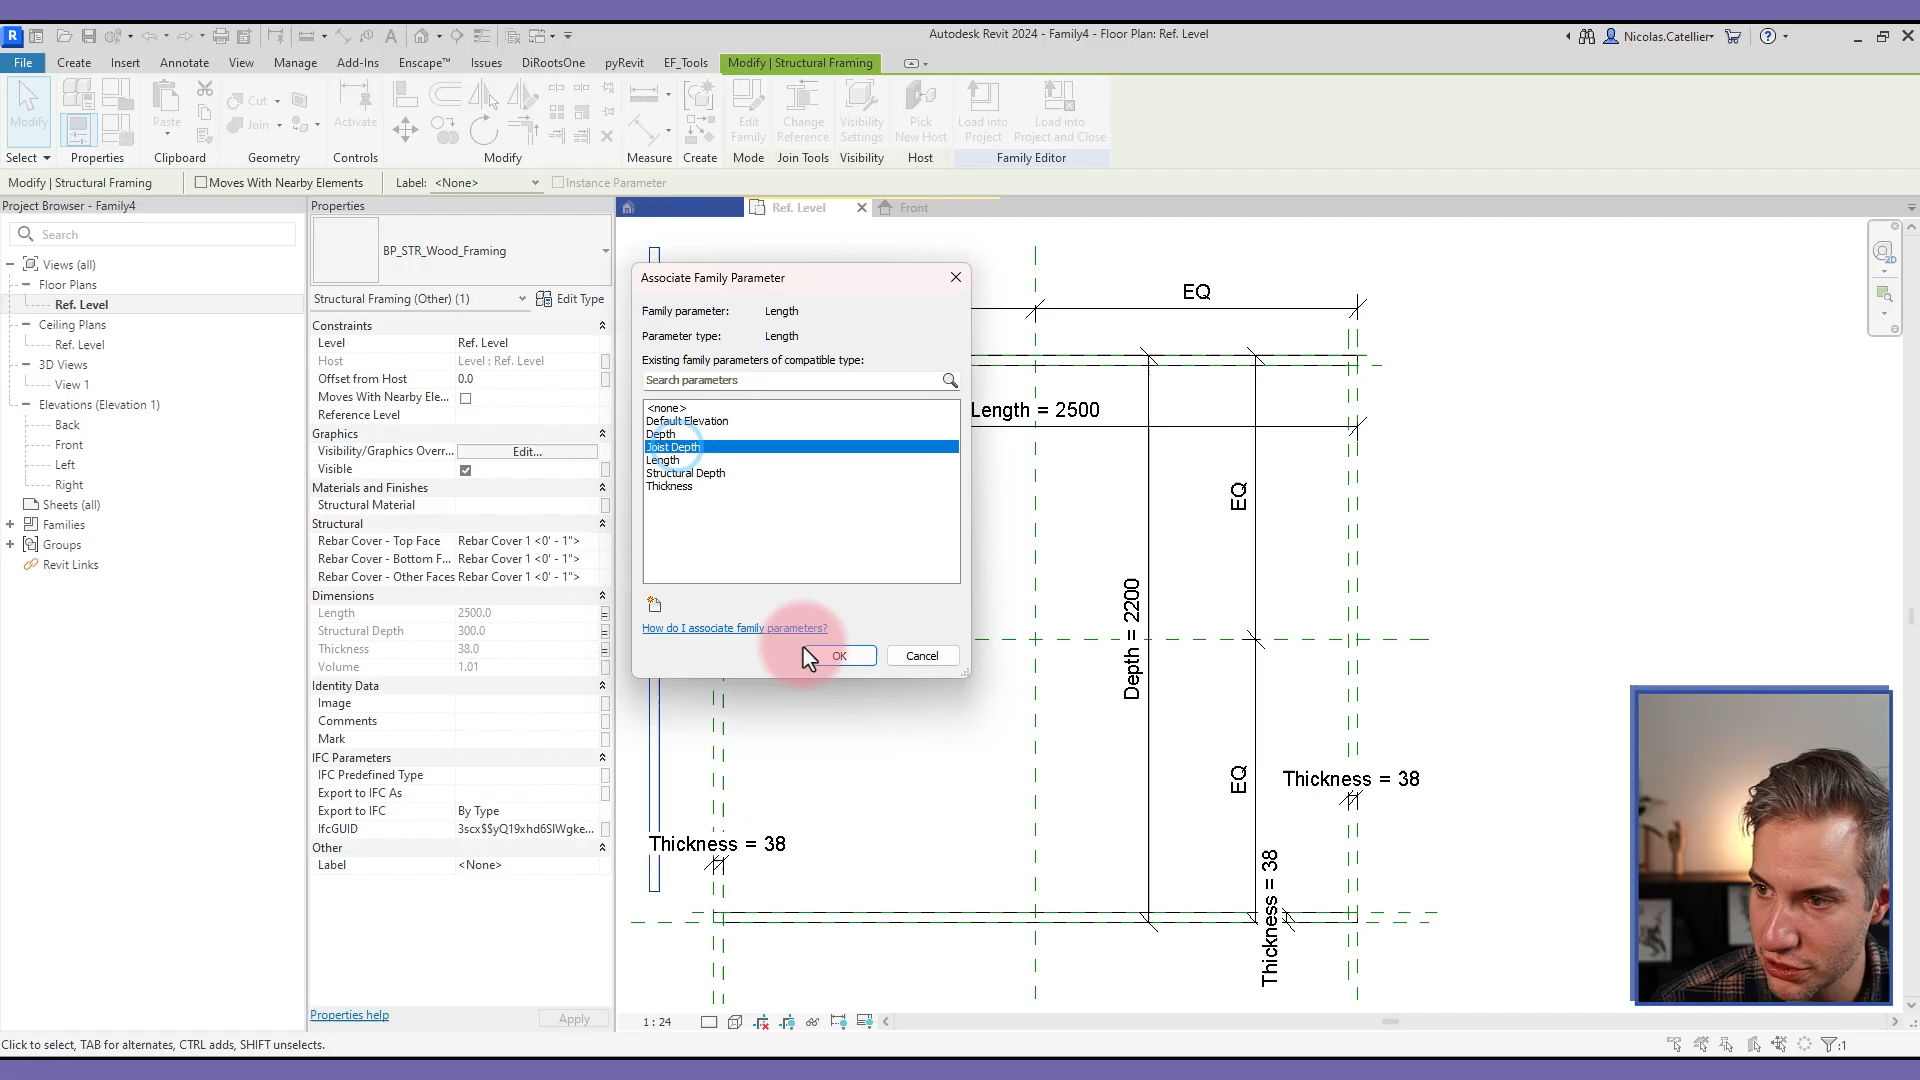 R
Autodesk Revit 2024 - Family4 - Floor Plan: Ref. Level
Nicolas.Catellier
File Create Insert Annotate View Manage Add-Ins Enscape™ Issues DiRootsOne pyRevit EF_Tools Modify | Structural Framing
Modify Paste Cut Join Activate Edit Family Change Reference Visibility Settings Pick New Host Load into Project Load into Project and Close
Select Properties Clipboard Geometry Controls Modify Measure Create Mode Join Tools Visibility Host Family Editor
Modify | Structural Framing Moves With Nearby Elements Label: <None> Instance Parameter
Project Browser - Family4
Search
Views (all)
Floor Plans
Ref. Level
Ceiling Plans
Ref. Level
3D Views
View 1
Elevations (Elevation 1)
Back
Front
Left
Right
Sheets (all)
Families
Groups
Revit Links
Properties
BP_STR_Wood_Framing
Structural Framing (Other) (1) Edit Type
Constraints
Level Ref. Level
Host Level : Ref. Level
Offset from Host 0.0
Moves With Nearby Ele...
Reference Level
Graphics
Visibility/Graphics Overr... Edit...
Visible
Materials and Finishes
Structural Material
Structural
Rebar Cover - Top Face Rebar Cover 1 <0' - 1">
Rebar Cover - Bottom F... Rebar Cover 1 <0' - 1">
Rebar Cover - Other Faces Rebar Cover 1 <0' - 1">
Dimensions
Length 2500.0
Structural Depth 300.0
Thickness 38.0
Volume 1.01
Identity Data
Image
Comments
Mark
IFC Parameters
IFC Predefined Type
Export to IFC As
Export to IFC By Type
IfcGUID 3scx$$yQ19xhd6SIWgke...
Other
Label <None>
Properties help Apply
Ref. Level Front
Associate Family Parameter
Family parameter: Length
Parameter type: Length
Existing family parameters of compatible type:
Search parameters
<none>
Default Elevation
Depth
Joist Depth
Length
Structural Depth
Thickness
How do I associate family parameters?
OK Cancel
EQ
Length = 2500
EQ
Depth = 2200
EQ
Thickness = 38
Thickness = 38
Thickness = 38
2D
1 : 24
Click to select, TAB for alternates, CTRL adds, SHIFT unselects.
:1